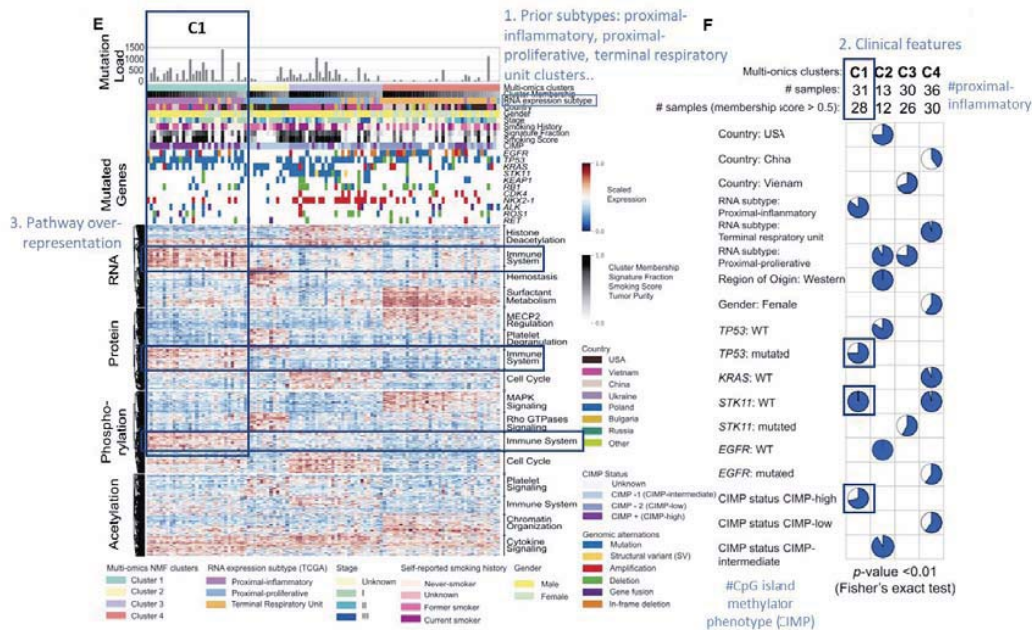 E
C1
1. Prior subtypes: proximal-
inflammatory, proximal-
proliferative, terminal respiratory
unit clusters..
F
Mutation
Load
1500
1000
500
0
Multi-omics clusters
Cluster Membership
RNA expression subtype
Country
Gender
Stage
Smoking History
Signature Fraction
Smoking Score
CIMP
EGFR
TP53
KRAS
STK11
KEAP1
RB1
CDK4
NKX2-1
ALK
ROS1
RET
Mutated
Genes
3. Pathway over-
representation
RNA
Histone
Deacetylation
Immune
System
Hemostasis
Surfactant
Metabolism
MECP2
Regulation
Protein
Platelet
Degranulation
Immune
System
Cell Cycle
Phospho-
rylation
MAPK
Signaling
Rho GTPases
Signaling
Immune System
Cell Cycle
Acetylation
Platelet
Signaling
Immune System
Chromatin
Organization
Cytokine
Signaling
1.0
Scaled
Expression
0.0
1.0
Cluster Membership
Signature Fraction
Smoking Score
Tumor Purity
0.0
Country
USA
Vietnam
China
Ukraine
Poland
Bulgaria
Russia
Other
CIMP Status
Unknown
CIMP -1 (CIMP-intermediate)
CIMP - 2 (CIMP-low)
CIMP + (CIMP-high)
Genomic alternations
Mutation
Structural variant (SV)
Amplification
Deletion
Gene fusion
In-frame deletion
Multi-omics NMF clusters
Cluster 1
Cluster 2
Cluster 3
Cluster 4
RNA expression subtype (TCGA)
Proximal-inflammatory
Proximal-proliferative
Terminal Respiratory Unit
Stage
Unknown
I
II
III
Self-reported smoking history
Never-smoker
Unknown
Former smoker
Current smoker
Gender
Male
Female
2. Clinical features
Multi-omics clusters: C1 C2 C3 C4
# samples 31 13 30 36
# samples (membership score > 0.5): 28 12 26 30
#proximal-
inflammatory
Country: USA
Country: China
Country: Vienam
RNA subtype:
Proximal-inflammatory
RNA subtype:
Terminal respiratory unit
RNA subtype:
Proximal-prolierative
Region of Origin: Western
Gender: Female
TP53: WT
TP53: mutated
KRAS: WT
STK11: WT
STK11: mutated
EGFR: WT
EGFR: mutated
CIMP status CIMP-high
CIMP status CIMP-low
CIMP status CIMP-
intermediate
p-value <0.01
(Fisher's exact test)
#CpG island
methylator
phenotype (CIMP)